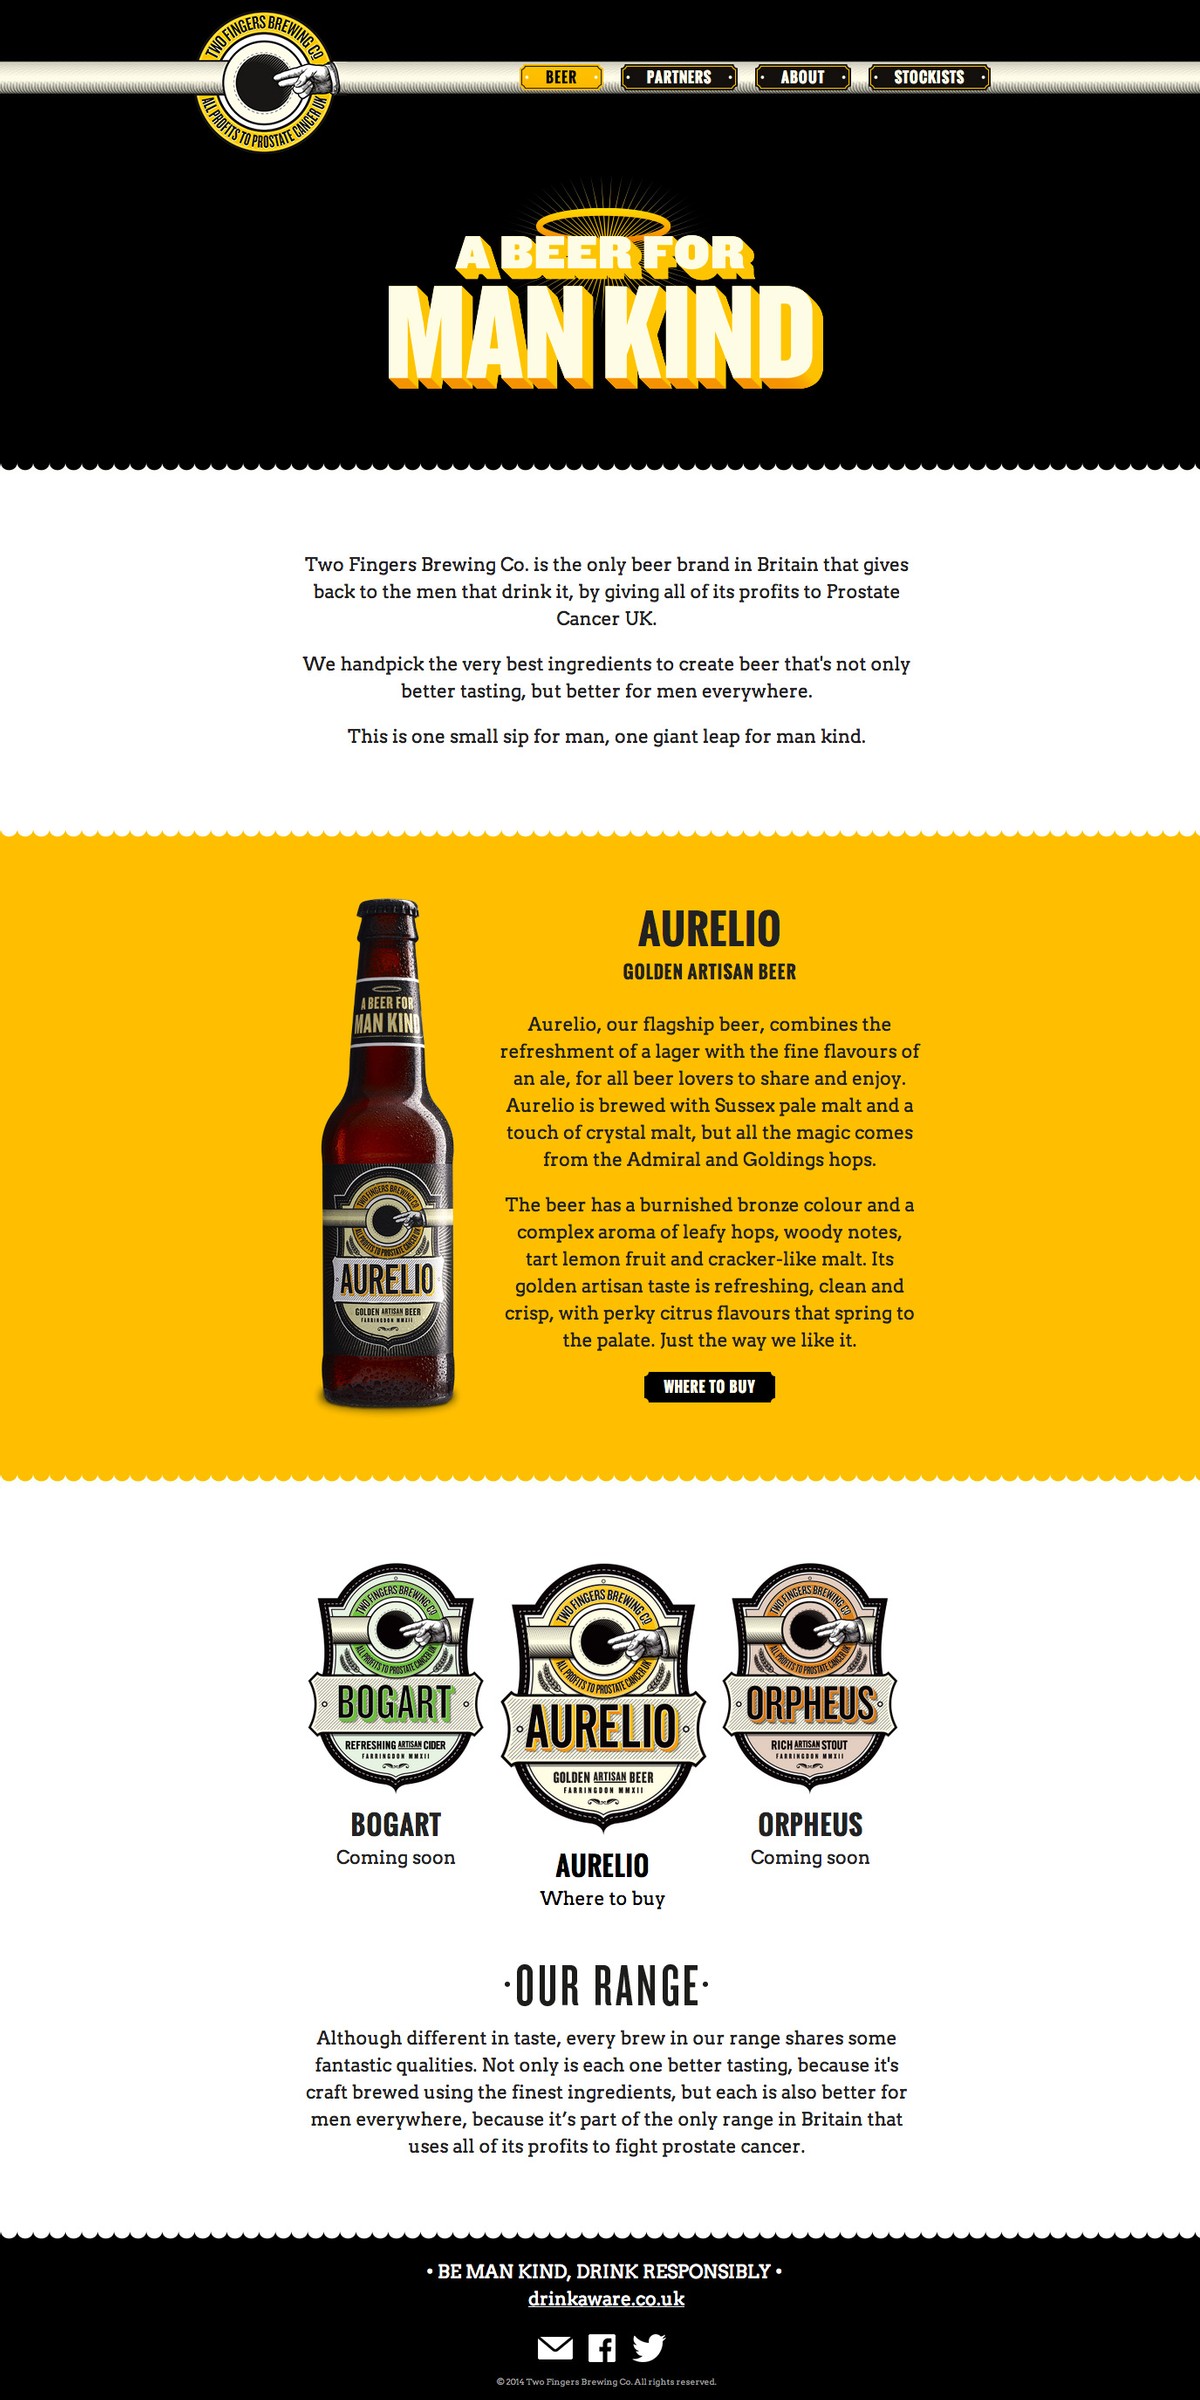 TWO FINGERS BREWING CO
ALL PROFITS TO PROSTATE CANCER UK
BEER
PARTNERS
ABOUT
STOCKISTS
A BEER FOR
MAN KIND
Two Fingers Brewing Co. is the only beer brand in Britain that gives
back to the men that drink it, by giving all of its profits to Prostate
Cancer UK.
We handpick the very best ingredients to create beer that's not only
better tasting, but better for men everywhere.
This is one small sip for man, one giant leap for man kind.
A BEER FOR
MAN KIND
TWO FINGERS BREWING CO
ALL PROFITS TO PROSTATE CANCER UK
AURELIO
GOLDEN ARTISAN BEER
FARRINGDON MMXII
AURELIO
GOLDEN ARTISAN BEER
Aurelio, our flagship beer, combines the
refreshment of a lager with the fine flavours of
an ale, for all beer lovers to share and enjoy.
Aurelio is brewed with Sussex pale malt and a
touch of crystal malt, but all the magic comes
from the Admiral and Goldings hops.
The beer has a burnished bronze colour and a
complex aroma of leafy hops, woody notes,
tart lemon fruit and cracker-like malt. Its
golden artisan taste is refreshing, clean and
crisp, with perky citrus flavours that spring to
the palate. Just the way we like it.
WHERE TO BUY
TWO FINGERS BREWING CO
ALL PROFITS TO PROSTATE CANCER UK
BOGART
REFRESHING ARTISAN CIDER
FARRINGDON MMXII
BOGART
Coming soon
TWO FINGERS BREWING CO
ALL PROFITS TO PROSTATE CANCER UK
AURELIO
GOLDEN ARTISAN BEER
FARRINGDON MMXII
AURELIO
Where to buy
TWO FINGERS BREWING CO
ALL PROFITS TO PROSTATE CANCER UK
ORPHEUS
RICH ARTISAN STOUT
FARRINGDON MMXII
ORPHEUS
Coming soon
·OUR RANGE·
Although different in taste, every brew in our range shares some
fantastic qualities. Not only is each one better tasting, because it's
craft brewed using the finest ingredients, but each is also better for
men everywhere, because it’s part of the only range in Britain that
uses all of its profits to fight prostate cancer.
• BE MAN KIND, DRINK RESPONSIBLY •
drinkaware.co.uk
© 2014 Two Fingers Brewing Co. All rights reserved.